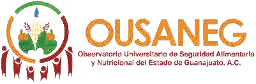 OUSANEG
Observatorio Universitario de Seguridad Alimentaria
y Nutricional del Estado de Guanajuato, A.C.